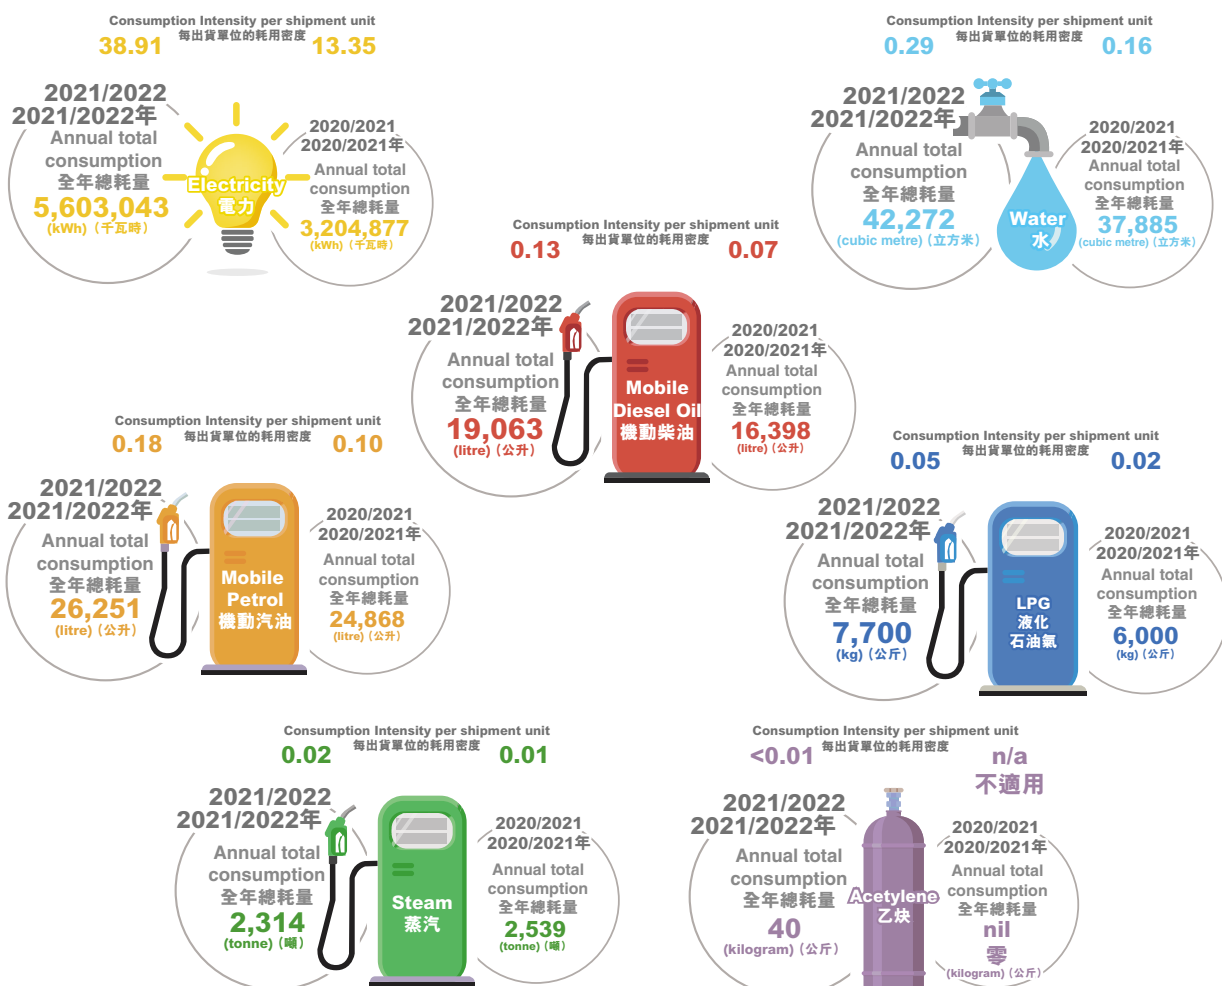 Consumption Intensity per shipment unit
38.91 每出貨單位的耗用密度 13.35
2021/2022
2021/2022年
Annual total
consumption
全年總耗量
5,603,043
(kWh)（千瓦時）
Electricity
電力
2020/2021
2020/2021年
Annual total
consumption
全年總耗量
3,204,877
(kWh)（千瓦時）
Consumption Intensity per shipment unit
0.29 每出貨單位的耗用密度 0.16
2021/2022
2021/2022年
Annual total
consumption
全年總耗量
42,272
(cubic metre)（立方米）
Water
水
2020/2021
2020/2021年
Annual total
consumption
全年總耗量
37,885
(cubic metre)（立方米）
Consumption Intensity per shipment unit
0.13 每出貨單位的耗用密度 0.07
2021/2022
2021/2022年
Annual total
consumption
全年總耗量
19,063
(litre)（公升）
Mobile
Diesel Oil
機動柴油
2020/2021
2020/2021年
Annual total
consumption
全年總耗量
16,398
(litre)（公升）
Consumption Intensity per shipment unit
0.18 每出貨單位的耗用密度 0.10
2021/2022
2021/2022年
Annual total
consumption
全年總耗量
26,251
(litre)（公升）
Mobile
Petrol
機動汽油
2020/2021
2020/2021年
Annual total
consumption
全年總耗量
24,868
(litre)（公升）
Consumption Intensity per shipment unit
0.05 每出貨單位的耗用密度 0.02
2021/2022
2021/2022年
Annual total
consumption
全年總耗量
7,700
(kg)（公斤）
LPG
液化
石油氣
2020/2021
2020/2021年
Annual total
consumption
全年總耗量
6,000
(kg)（公斤）
Consumption Intensity per shipment unit
0.02 每出貨單位的耗用密度 0.01
2021/2022
2021/2022年
Annual total
consumption
全年總耗量
2,314
(tonne)（噸）
Steam
蒸汽
2020/2021
2020/2021年
Annual total
consumption
全年總耗量
2,539
(tonne)（噸）
Consumption Intensity per shipment unit
<0.01 每出貨單位的耗用密度 n/a
不適用
2021/2022
2021/2022年
Annual total
consumption
全年總耗量
40
(kilogram)（公斤）
Acetylene
乙炔
2020/2021
2020/2021年
Annual total
consumption
全年總耗量
nil
零
(kilogram)（公斤）